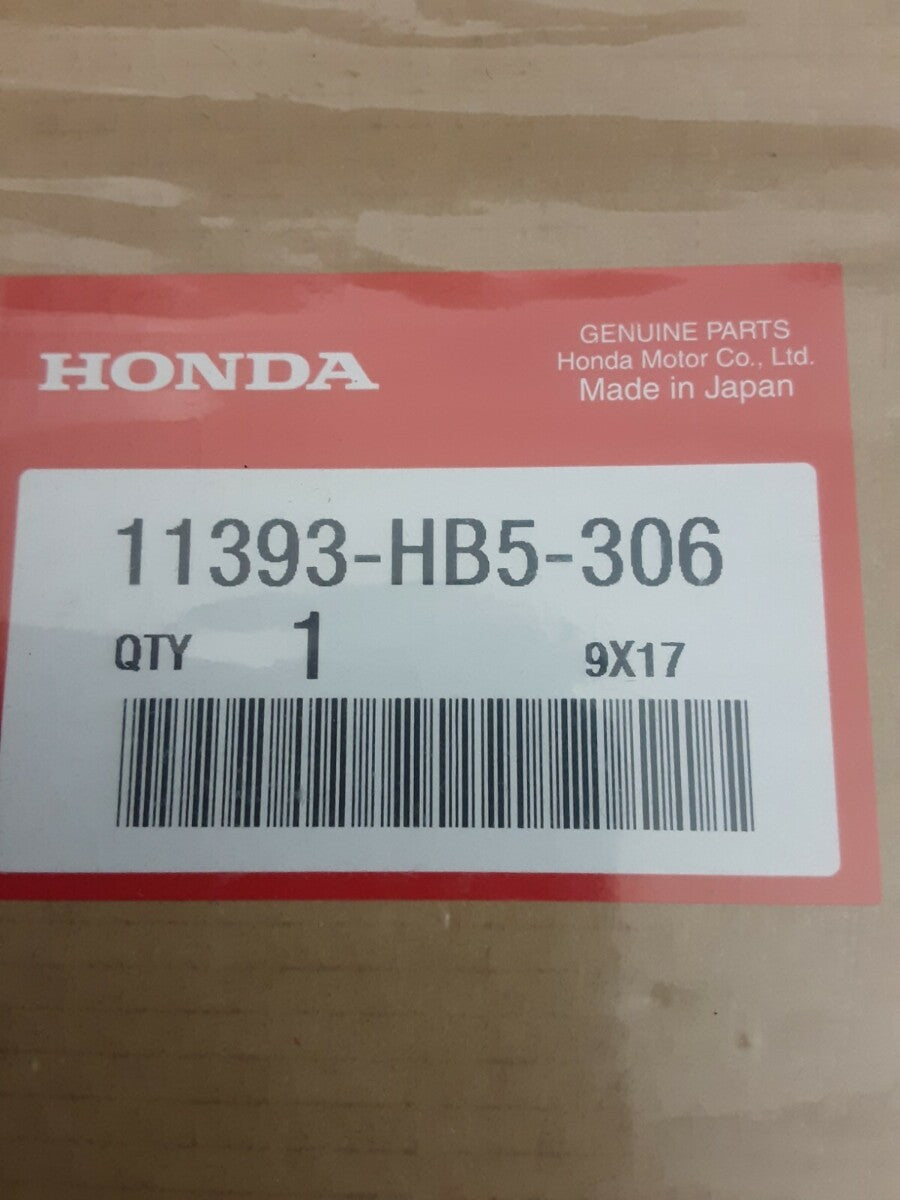 HONDA
GENUINE PARTS
Honda Motor Co., Ltd.
Made in Japan
11393-HB5-306
QTY 1 9X17